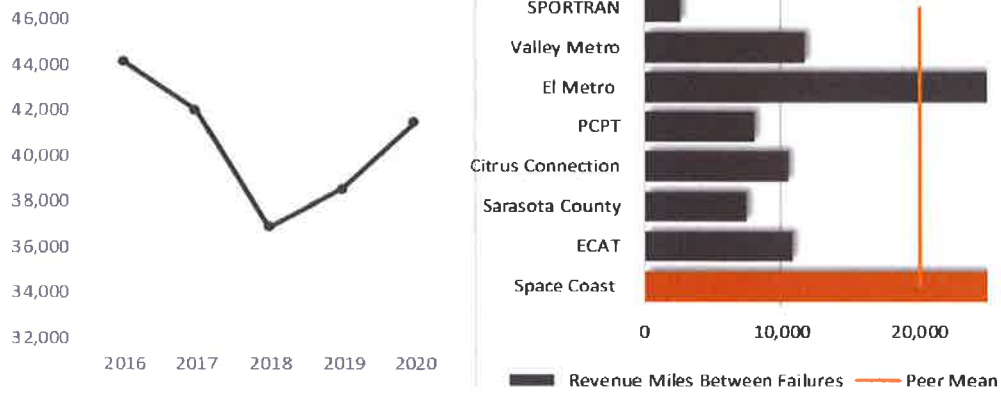 46,000
44,000
42,000
40,000
38,000
36,000
34,000
32,000
2016 2017 2018 2019 2020
SPORTRAN
Valley Metro
El Metro
PCPT
Citrus Connection
Sarasota County
ECAT
Space Coast
0 10,000 20,000
Revenue Miles Between Failures Peer Mean